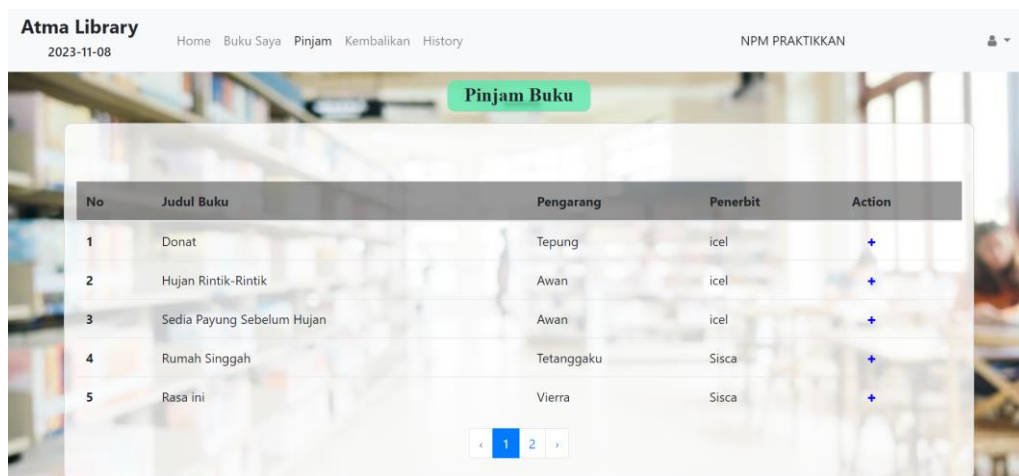 Atma Library
2023-11-08
Home Buku Saya Pinjam Kembalikan History
NPM PRAKTIKKAN
Pinjam Buku
No Judul Buku Pengarang Penerbit Action
1 Donat Tepung icel +
2 Hujan Rintik-Rintik Awan icel +
3 Sedia Payung Sebelum Hujan Awan icel +
4 Rumah Singgah Tetanggaku Sisca +
5 Rasa ini Vierra Sisca +
‹ 1 2 ›